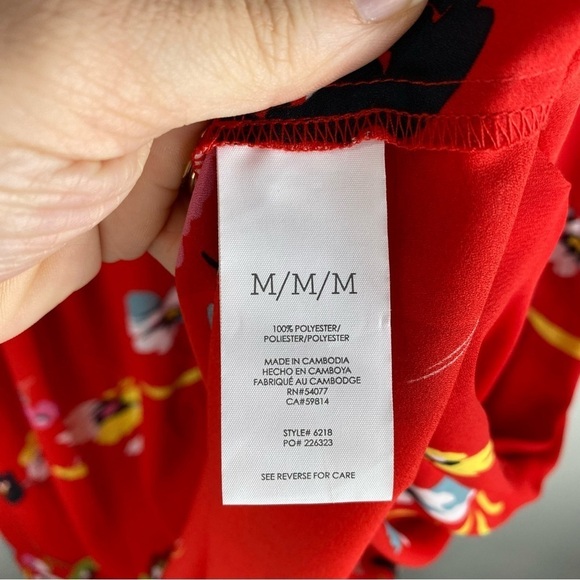 M/M/M
100% POLYESTER/
POLIESTER/POLYESTER
MADE IN CAMBODIA
HECHO EN CAMBOYA
FABRIQUÉ AU CAMBODGE
RN#54077
CA#59814
STYLE# 6218
PO# 226323
SEE REVERSE FOR CARE